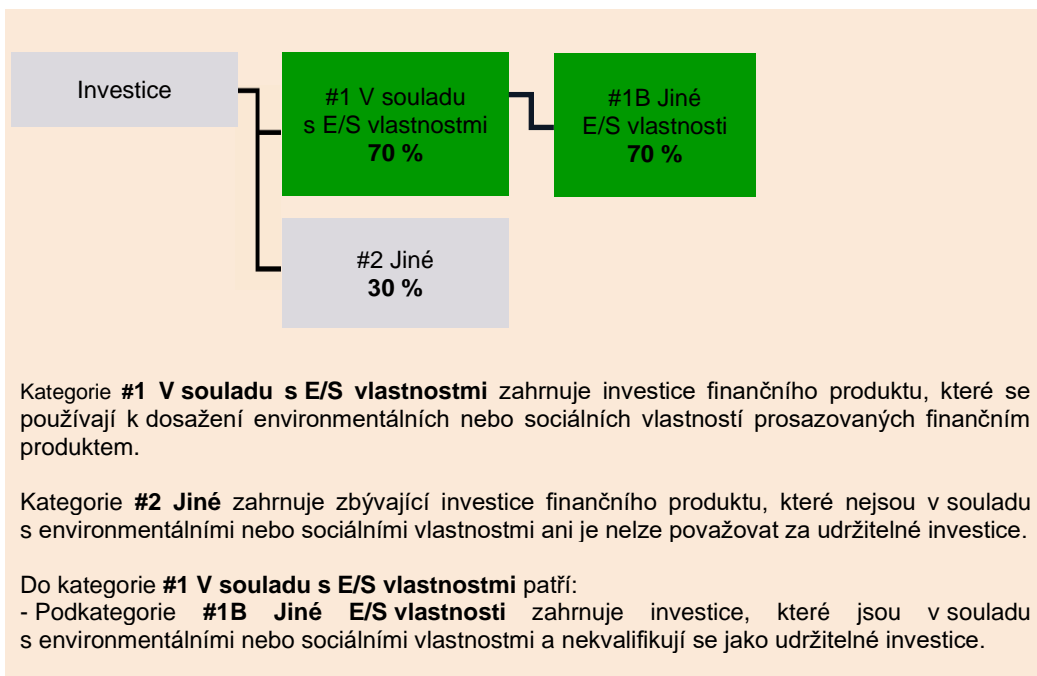 Investice
#1 V souladu
s E/S vlastnostmi
70 %
#1B Jiné
E/S vlastnosti
70 %
#2 Jiné
30 %
Kategorie #1 V souladu s E/S vlastnostmi zahrnuje investice finančního produktu, které se
používají k dosažení environmentálních nebo sociálních vlastností prosazovaných finančním
produktem.
Kategorie #2 Jiné zahrnuje zbývající investice finančního produktu, které nejsou v souladu
s environmentálními nebo sociálními vlastnostmi ani je nelze považovat za udržitelné investice.
Do kategorie #1 V souladu s E/S vlastnostmi patří:
- Podkategorie #1B Jiné E/S vlastnosti zahrnuje investice, které jsou v souladu
s environmentálními nebo sociálními vlastnostmi a nekvalifikují se jako udržitelné investice.